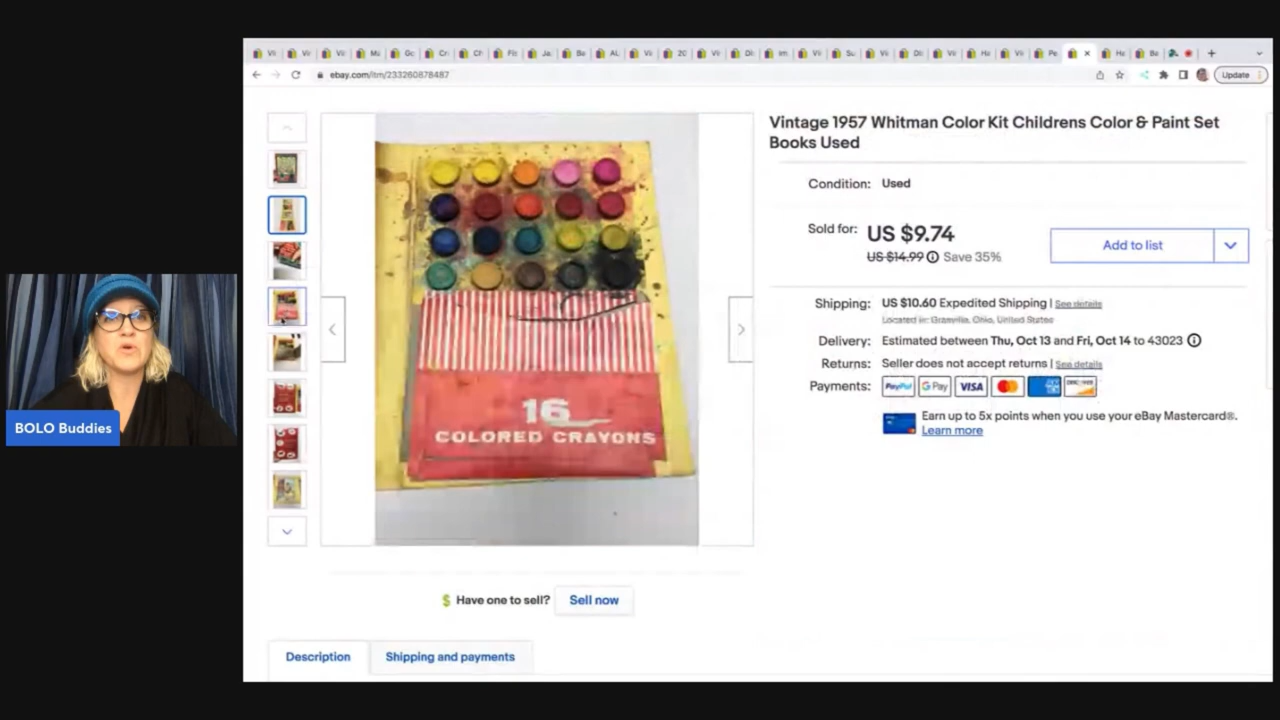 ebay.com/itm/233260878487
Update
Vintage 1957 Whitman Color Kit Childrens Color & Paint Set
Books Used
Condition: Used
Sold for: US $9.74
US $14.99 Save 35%
Add to list
Shipping: US $10.60 Expedited Shipping | See details
Located in: Granville, Ohio, United States
Delivery: Estimated between Thu, Oct 13 and Fri, Oct 14 to 43023
Returns: Seller does not accept returns | See details
Payments: PayPal G Pay VISA
Earn up to 5x points when you use your eBay Mastercard®.
Learn more
16
COLORED CRAYONS
BOLO Buddies
$ Have one to sell? Sell now
Description Shipping and payments